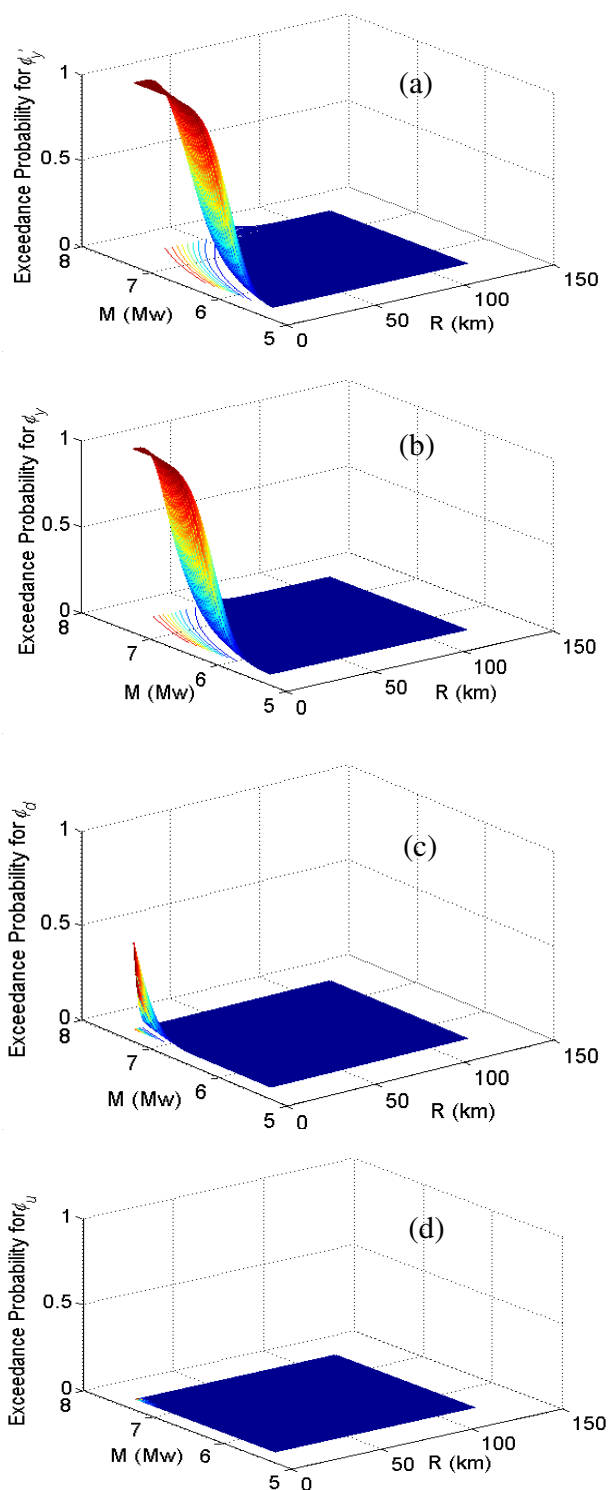 (a)
Exceedance Probability for ϕy'
1
0.5
0
8
7
6
5
M (Mw)
0
50
100
150
R (km)
(b)
Exceedance Probability for ϕy
1
0.5
0
8
7
6
5
M (Mw)
0
50
100
150
R (km)
(c)
Exceedance Probability for ϕd
1
0.5
0
8
7
6
5
M (Mw)
0
50
100
150
R (km)
(d)
Exceedance Probability for ϕu
1
0.5
0
8
7
6
5
M (Mw)
0
50
100
150
R (km)